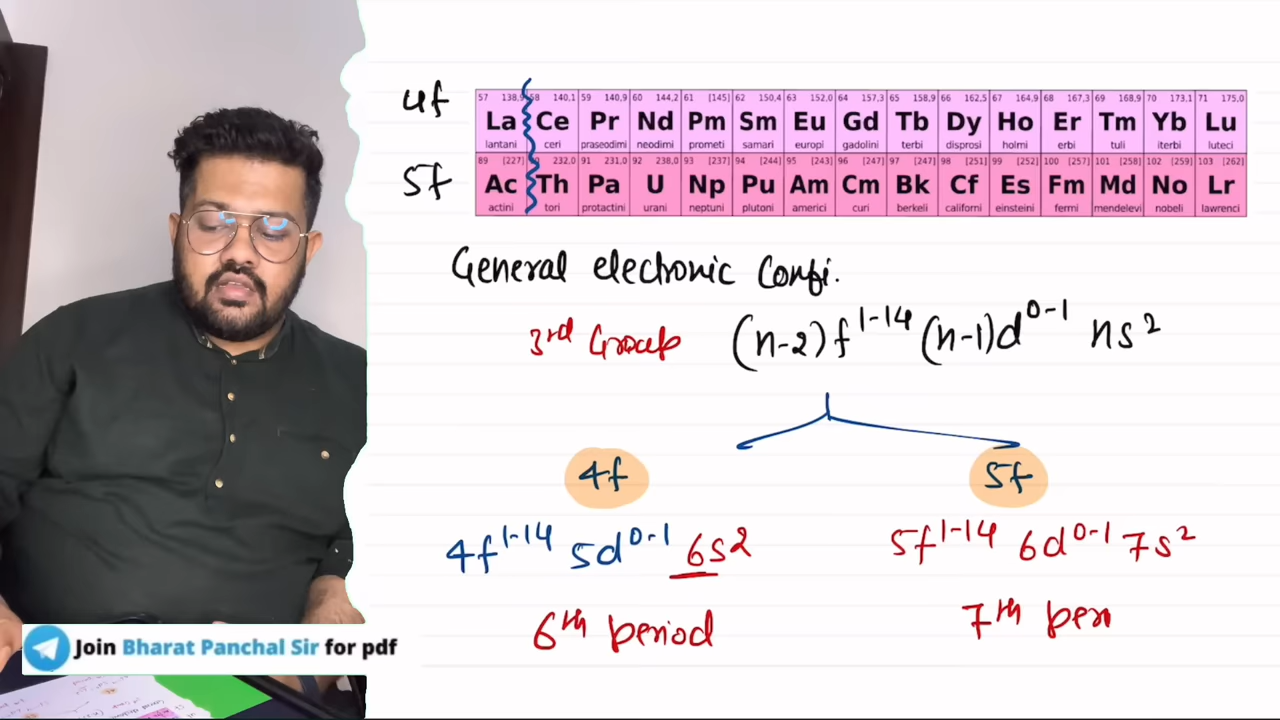 4f
57 138,9 58 140,1 59 140,9 60 144,2 61 [145] 62 150,4 63 152,0 64 157,3 65 158,9 66 162,5 67 164,9 68 167,3 69 168,9 70 173,1 71 175,0
La Ce Pr Nd Pm Sm Eu Gd Tb Dy Ho Er Tm Yb Lu
lantani ceri praseodimi neodimi prometi samari europi gadolini terbi disprosi holmi erbi tuli iterbi luteci
5f
89 [227] 232,0 91 231,0 92 238,0 93 [237] 94 [244] 95 [243] 96 [247] 97 [247] 98 [251] 99 [252] 100 [257] 101 [258] 102 [259] 103 [262]
Ac Th Pa U Np Pu Am Cm Bk Cf Es Fm Md No Lr
actini tori protactini urani neptuni plutoni americi curi berkeli californi einsteini fermi mendelevi nobeli lawrenci
General electronic Confi.
3rd Group (n-2)f1-14 (n-1)d0-1 ns2
4f 5f
4f1-14 5d0-1 6s2 5f1-14 6d0-1 7s2
6th period 7th per
Join Bharat Panchal Sir for pdf